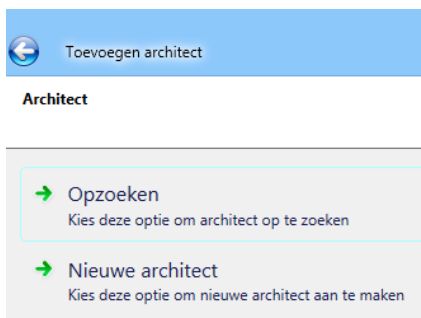 Toevoegen architect
Architect
Opzoeken
Kies deze optie om architect op te zoeken
Nieuwe architect
Kies deze optie om nieuwe architect aan te maken